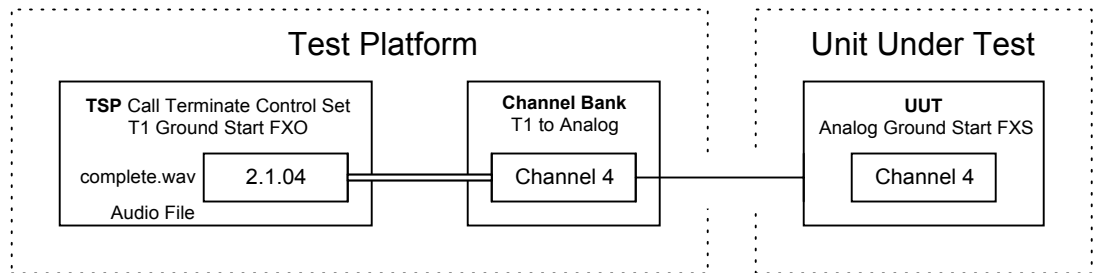 Test Platform
Unit Under Test
TSP Call Terminate Control Set
T1 Ground Start FXO
complete.wav
2.1.04
Audio File
Channel Bank
T1 to Analog
Channel 4
UUT
Analog Ground Start FXS
Channel 4